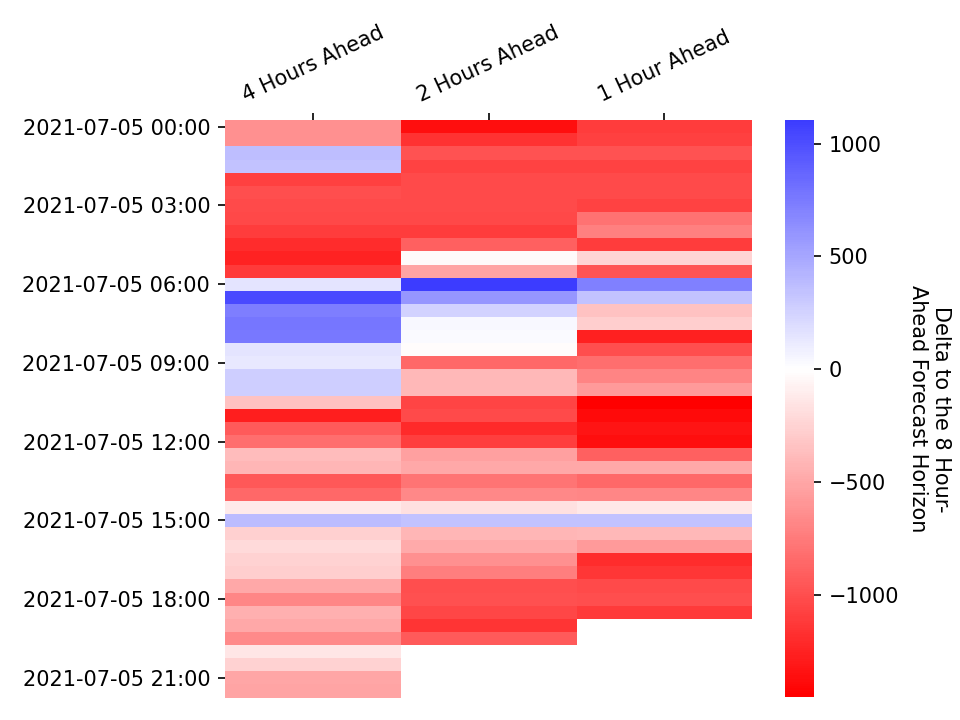 4 Hours Ahead
2 Hours Ahead
1 Hour Ahead
2021-07-05 00:00
2021-07-05 03:00
2021-07-05 06:00
2021-07-05 09:00
2021-07-05 12:00
2021-07-05 15:00
2021-07-05 18:00
2021-07-05 21:00
1000
500
0
−500
−1000
Delta to the 8 Hour-
Ahead Forecast Horizon